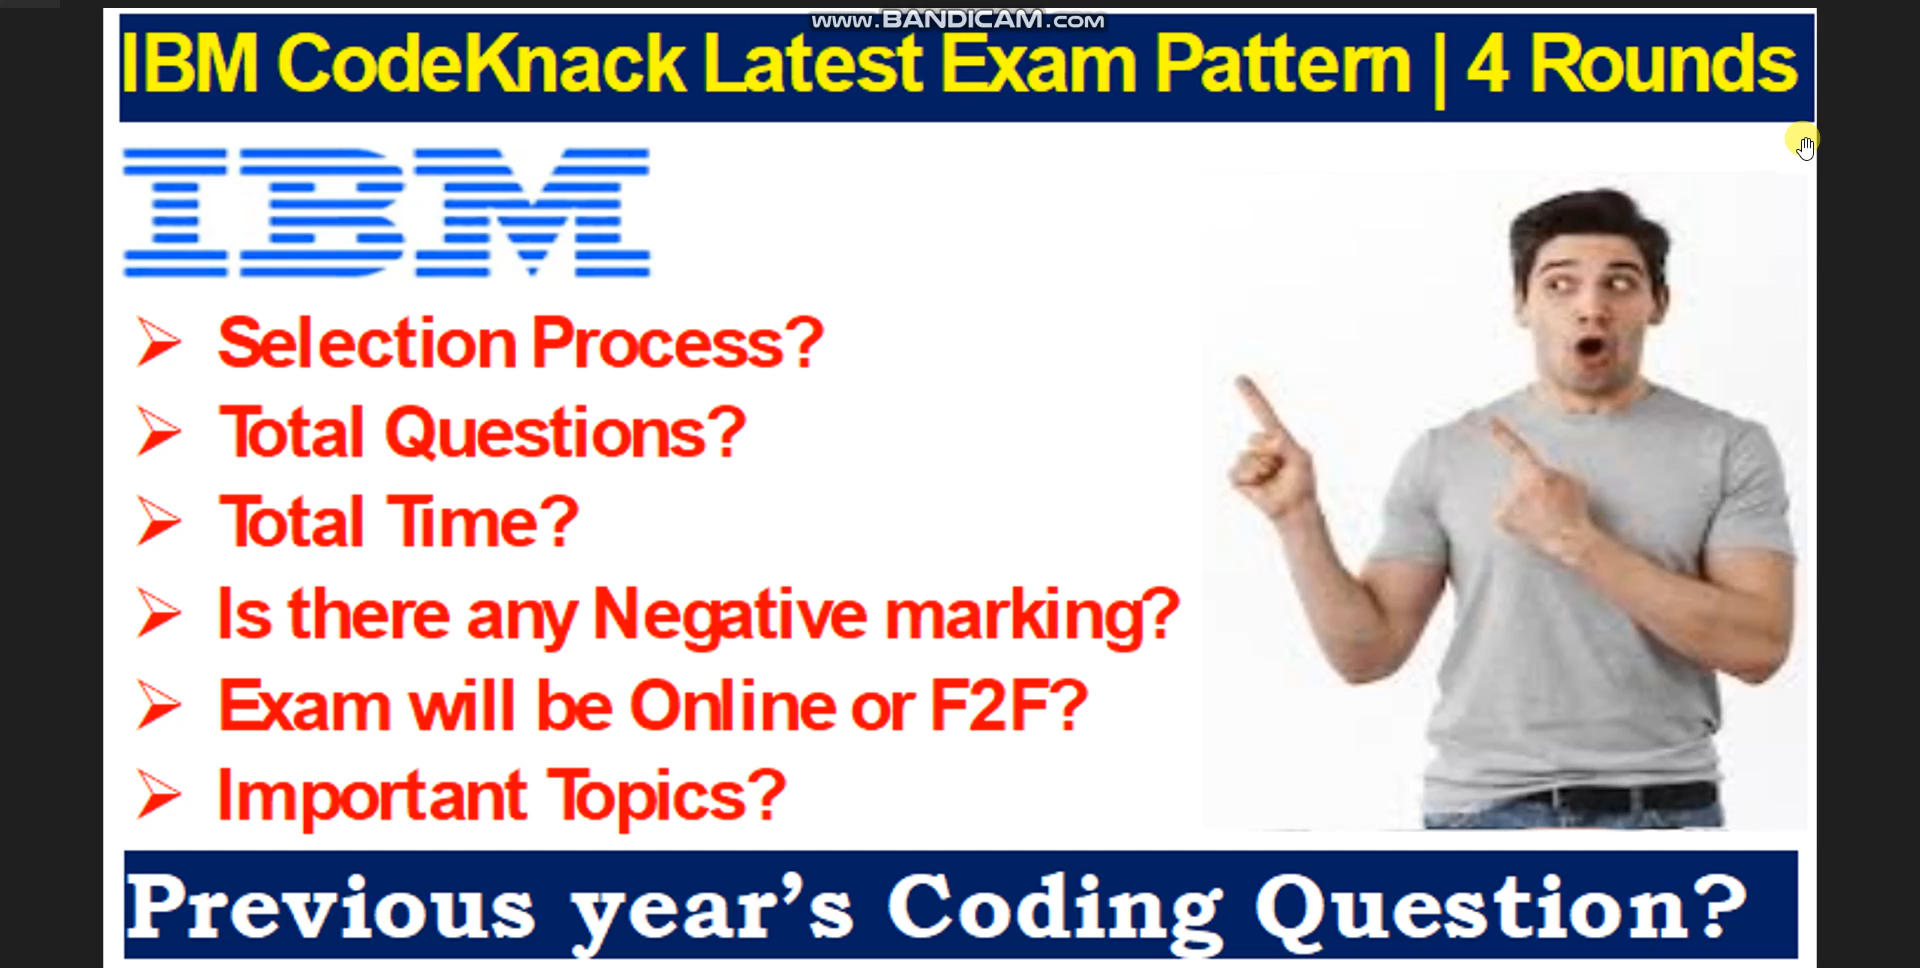 www.BANDICAM.com
IBM CodeKnack Latest Exam Pattern | 4 Rounds
IBM
Selection Process?
Total Questions?
Total Time?
Is there any Negative marking?
Exam will be Online or F2F?
Important Topics?
Previous year’s Coding Question?